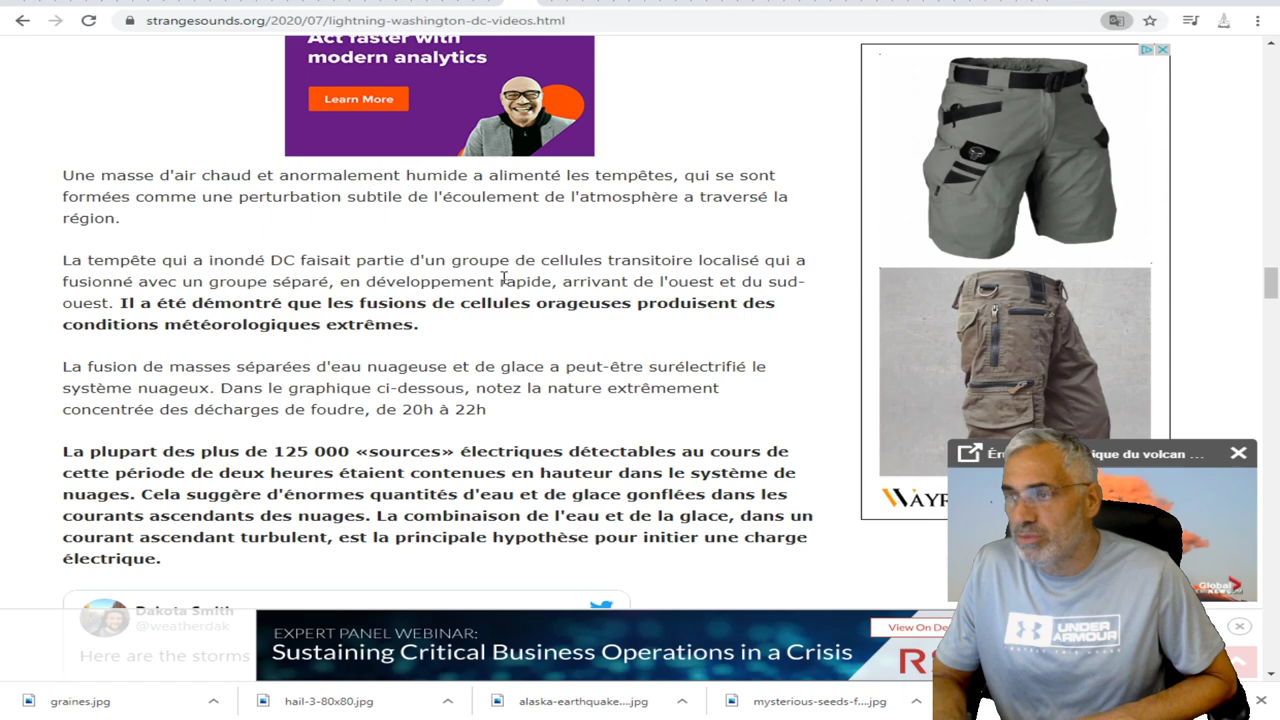 strangesounds.org/2020/07/lightning-washington-dc-videos.html
Act faster with
modern analytics
Learn More
Une masse d'air chaud et anormalement humide a alimenté les tempêtes, qui se sont
formées comme une perturbation subtile de l'écoulement de l'atmosphère a traversé la
région.
La tempête qui a inondé DC faisait partie d'un groupe de cellules transitoire localisé qui a
fusionné avec un groupe séparé, en développement rapide, arrivant de l'ouest et du sud-
ouest. Il a été démontré que les fusions de cellules orageuses produisent des
conditions météorologiques extrêmes.
La fusion de masses séparées d'eau nuageuse et de glace a peut-être surélectrifié le
système nuageux. Dans le graphique ci-dessous, notez la nature extrêmement
concentrée des décharges de foudre, de 20h à 22h
La plupart des plus de 125 000 «sources» électriques détectables au cours de
cette période de deux heures étaient contenues en hauteur dans le système de
nuages. Cela suggère d'énormes quantités d'eau et de glace gonflées dans les
courants ascendants des nuages. La combinaison de l'eau et de la glace, dans un
courant ascendant turbulent, est la principale hypothèse pour initier une charge
électrique.
Dakota Smith
@weatherdak
Here are the storms
EXPERT PANEL WEBINAR:
Sustaining Critical Business Operations in a Crisis
View On De
RS
WAYR
ique du volcan ...
Global
NEWS
UNDER
ARMOUR
graines.jpg
hail-3-80x80.jpg
alaska-earthquake....jpg
mysterious-seeds-f....jpg